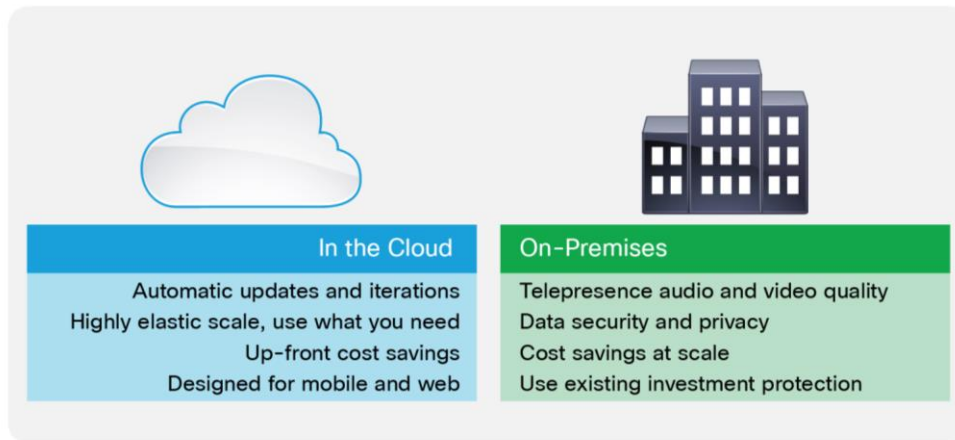 In the Cloud
Automatic updates and iterations
Highly elastic scale, use what you need
Up-front cost savings
Designed for mobile and web
On-Premises
Telepresence audio and video quality
Data security and privacy
Cost savings at scale
Use existing investment protection